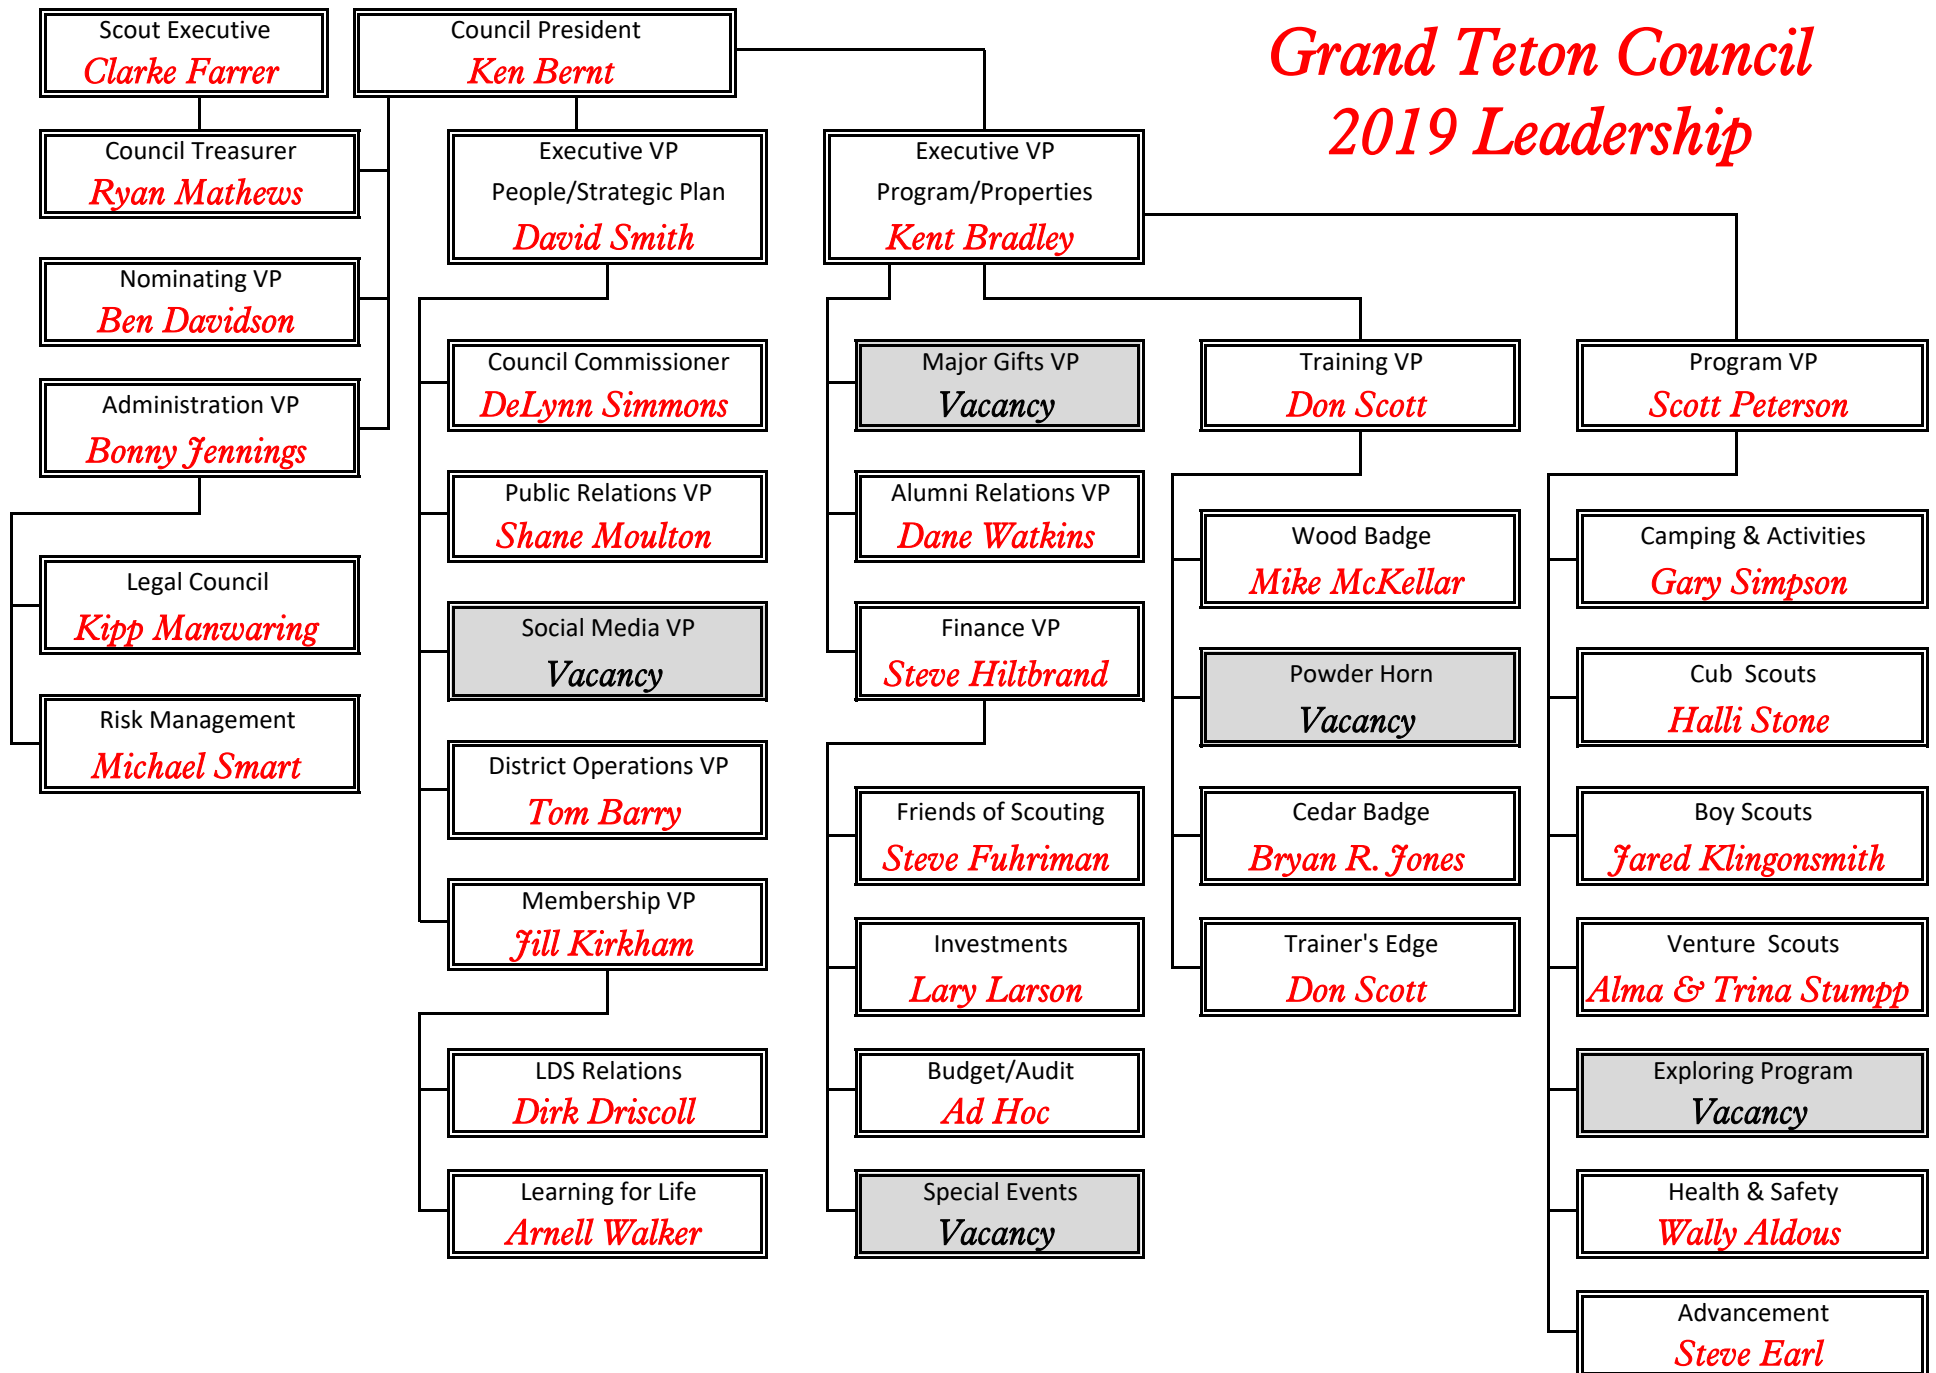 Grand Teton Council
2019 Leadership
Scout Executive
Clarke Farrer
Council President
Ken Bernt
Council Treasurer
Ryan Mathews
Nominating VP
Ben Davidson
Administration VP
Bonny Jennings
Legal Council
Kipp Manwaring
Risk Management
Michael Smart
Executive VP
People/Strategic Plan
David Smith
Council Commissioner
DeLynn Simmons
Public Relations VP
Shane Moulton
Social Media VP
Vacancy
District Operations VP
Tom Barry
Membership VP
Jill Kirkham
LDS Relations
Dirk Driscoll
Learning for Life
Arnell Walker
Executive VP
Program/Properties
Kent Bradley
Major Gifts VP
Vacancy
Alumni Relations VP
Dane Watkins
Finance VP
Steve Hiltbrand
Friends of Scouting
Steve Fuhriman
Investments
Lary Larson
Budget/Audit
Ad Hoc
Special Events
Vacancy
Training VP
Don Scott
Wood Badge
Mike McKellar
Powder Horn
Vacancy
Cedar Badge
Bryan R. Jones
Trainer's Edge
Don Scott
Program VP
Scott Peterson
Camping & Activities
Gary Simpson
Cub  Scouts
Halli Stone
Boy Scouts
Jared Klingonsmith
Venture  Scouts
Alma & Trina Stumpp
Exploring Program
Vacancy
Health & Safety
Wally Aldous
Advancement
Steve Earl